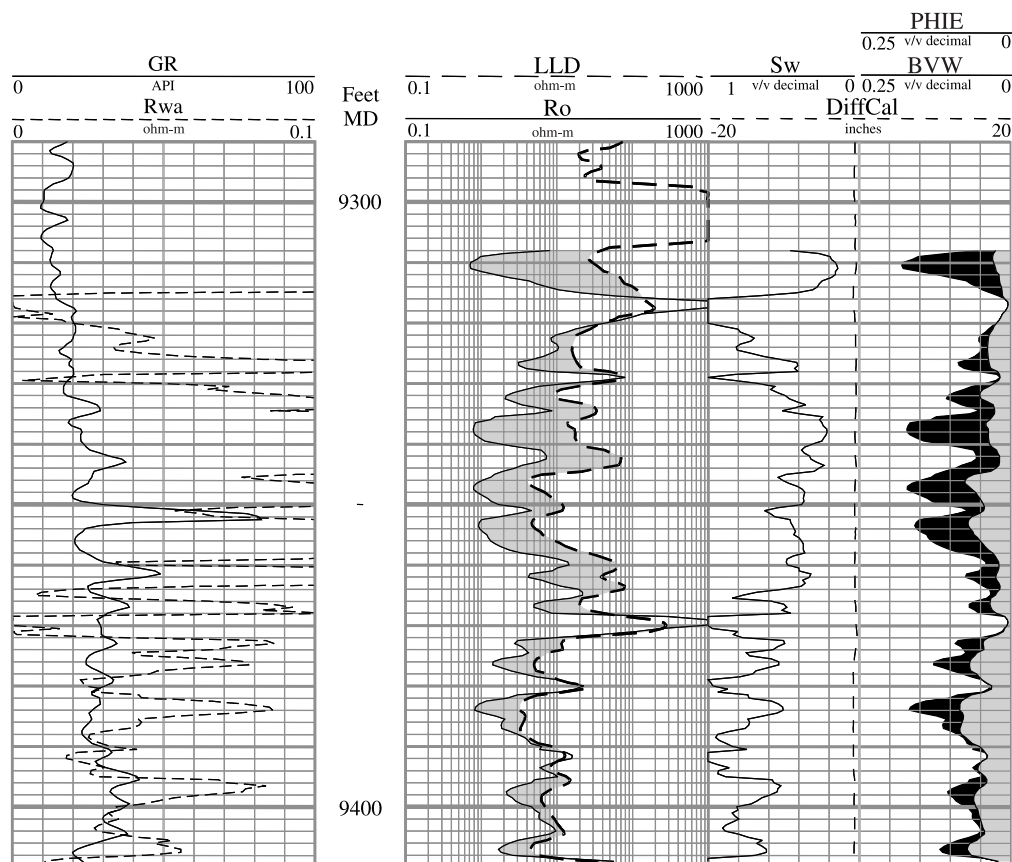 PHIE
0.25 v/v decimal 0
GR LLD Sw BVW
0 API 100 0.1 ohm-m 1000 1 v/v decimal 0 0.25 v/v decimal 0
Rwa Feet MD Ro DiffCal
0 ohm-m 0.1 0.1 ohm-m 1000 -20 inches 20
9300
9400